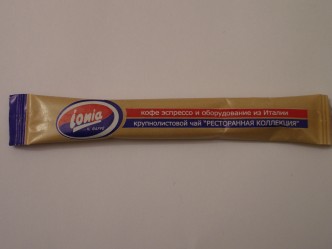 Ionia
кофе эспрессо и оборудование из Италии
крупнолистовой чай "РЕСТОРАННАЯ КОЛЛЕКЦИЯ"